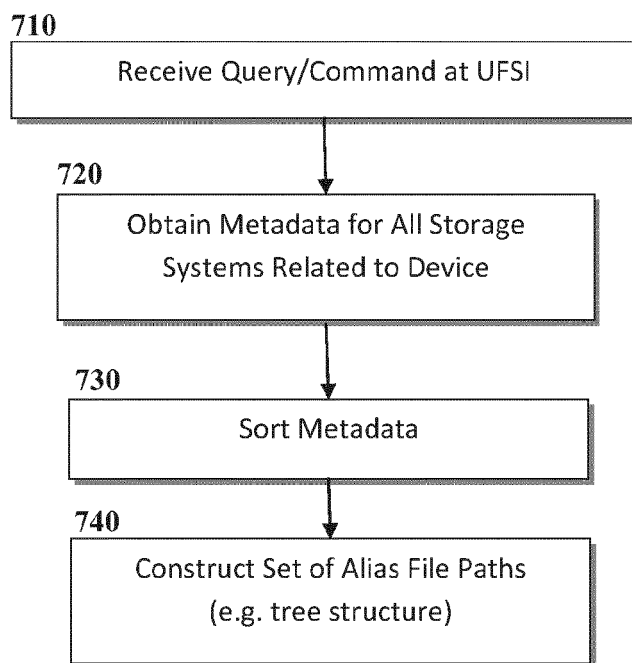 710
Receive Query/Command at UFSI
720
Obtain Metadata for All Storage
Systems Related to Device
730
Sort Metadata
740
Construct Set of Alias File Paths
(e.g. tree structure)